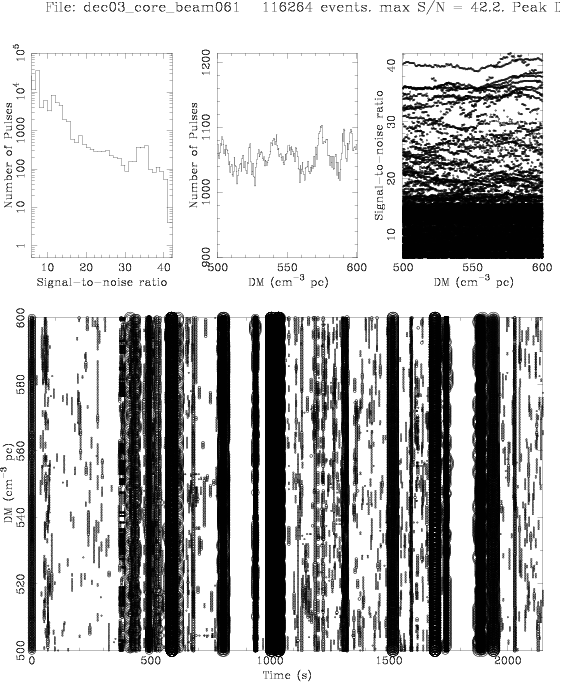 File: dec03_core_beam061 116264 events. max S/N = 42.2. Peak D
Number of Pulses
1 10 100 1000 10^4 10^5
10 20 30 40
Signal−to−noise ratio
Number of Pulses
900 1000 1100 1200
500 550 600
DM (cm^−3 pc)
Signal−to−noise ratio
10 20 30 40
500 550 600
DM (cm^−3 pc)
DM (cm^−3 pc)
500 520 540 560 580 600
0 500 1000 1500 2000
Time (s)